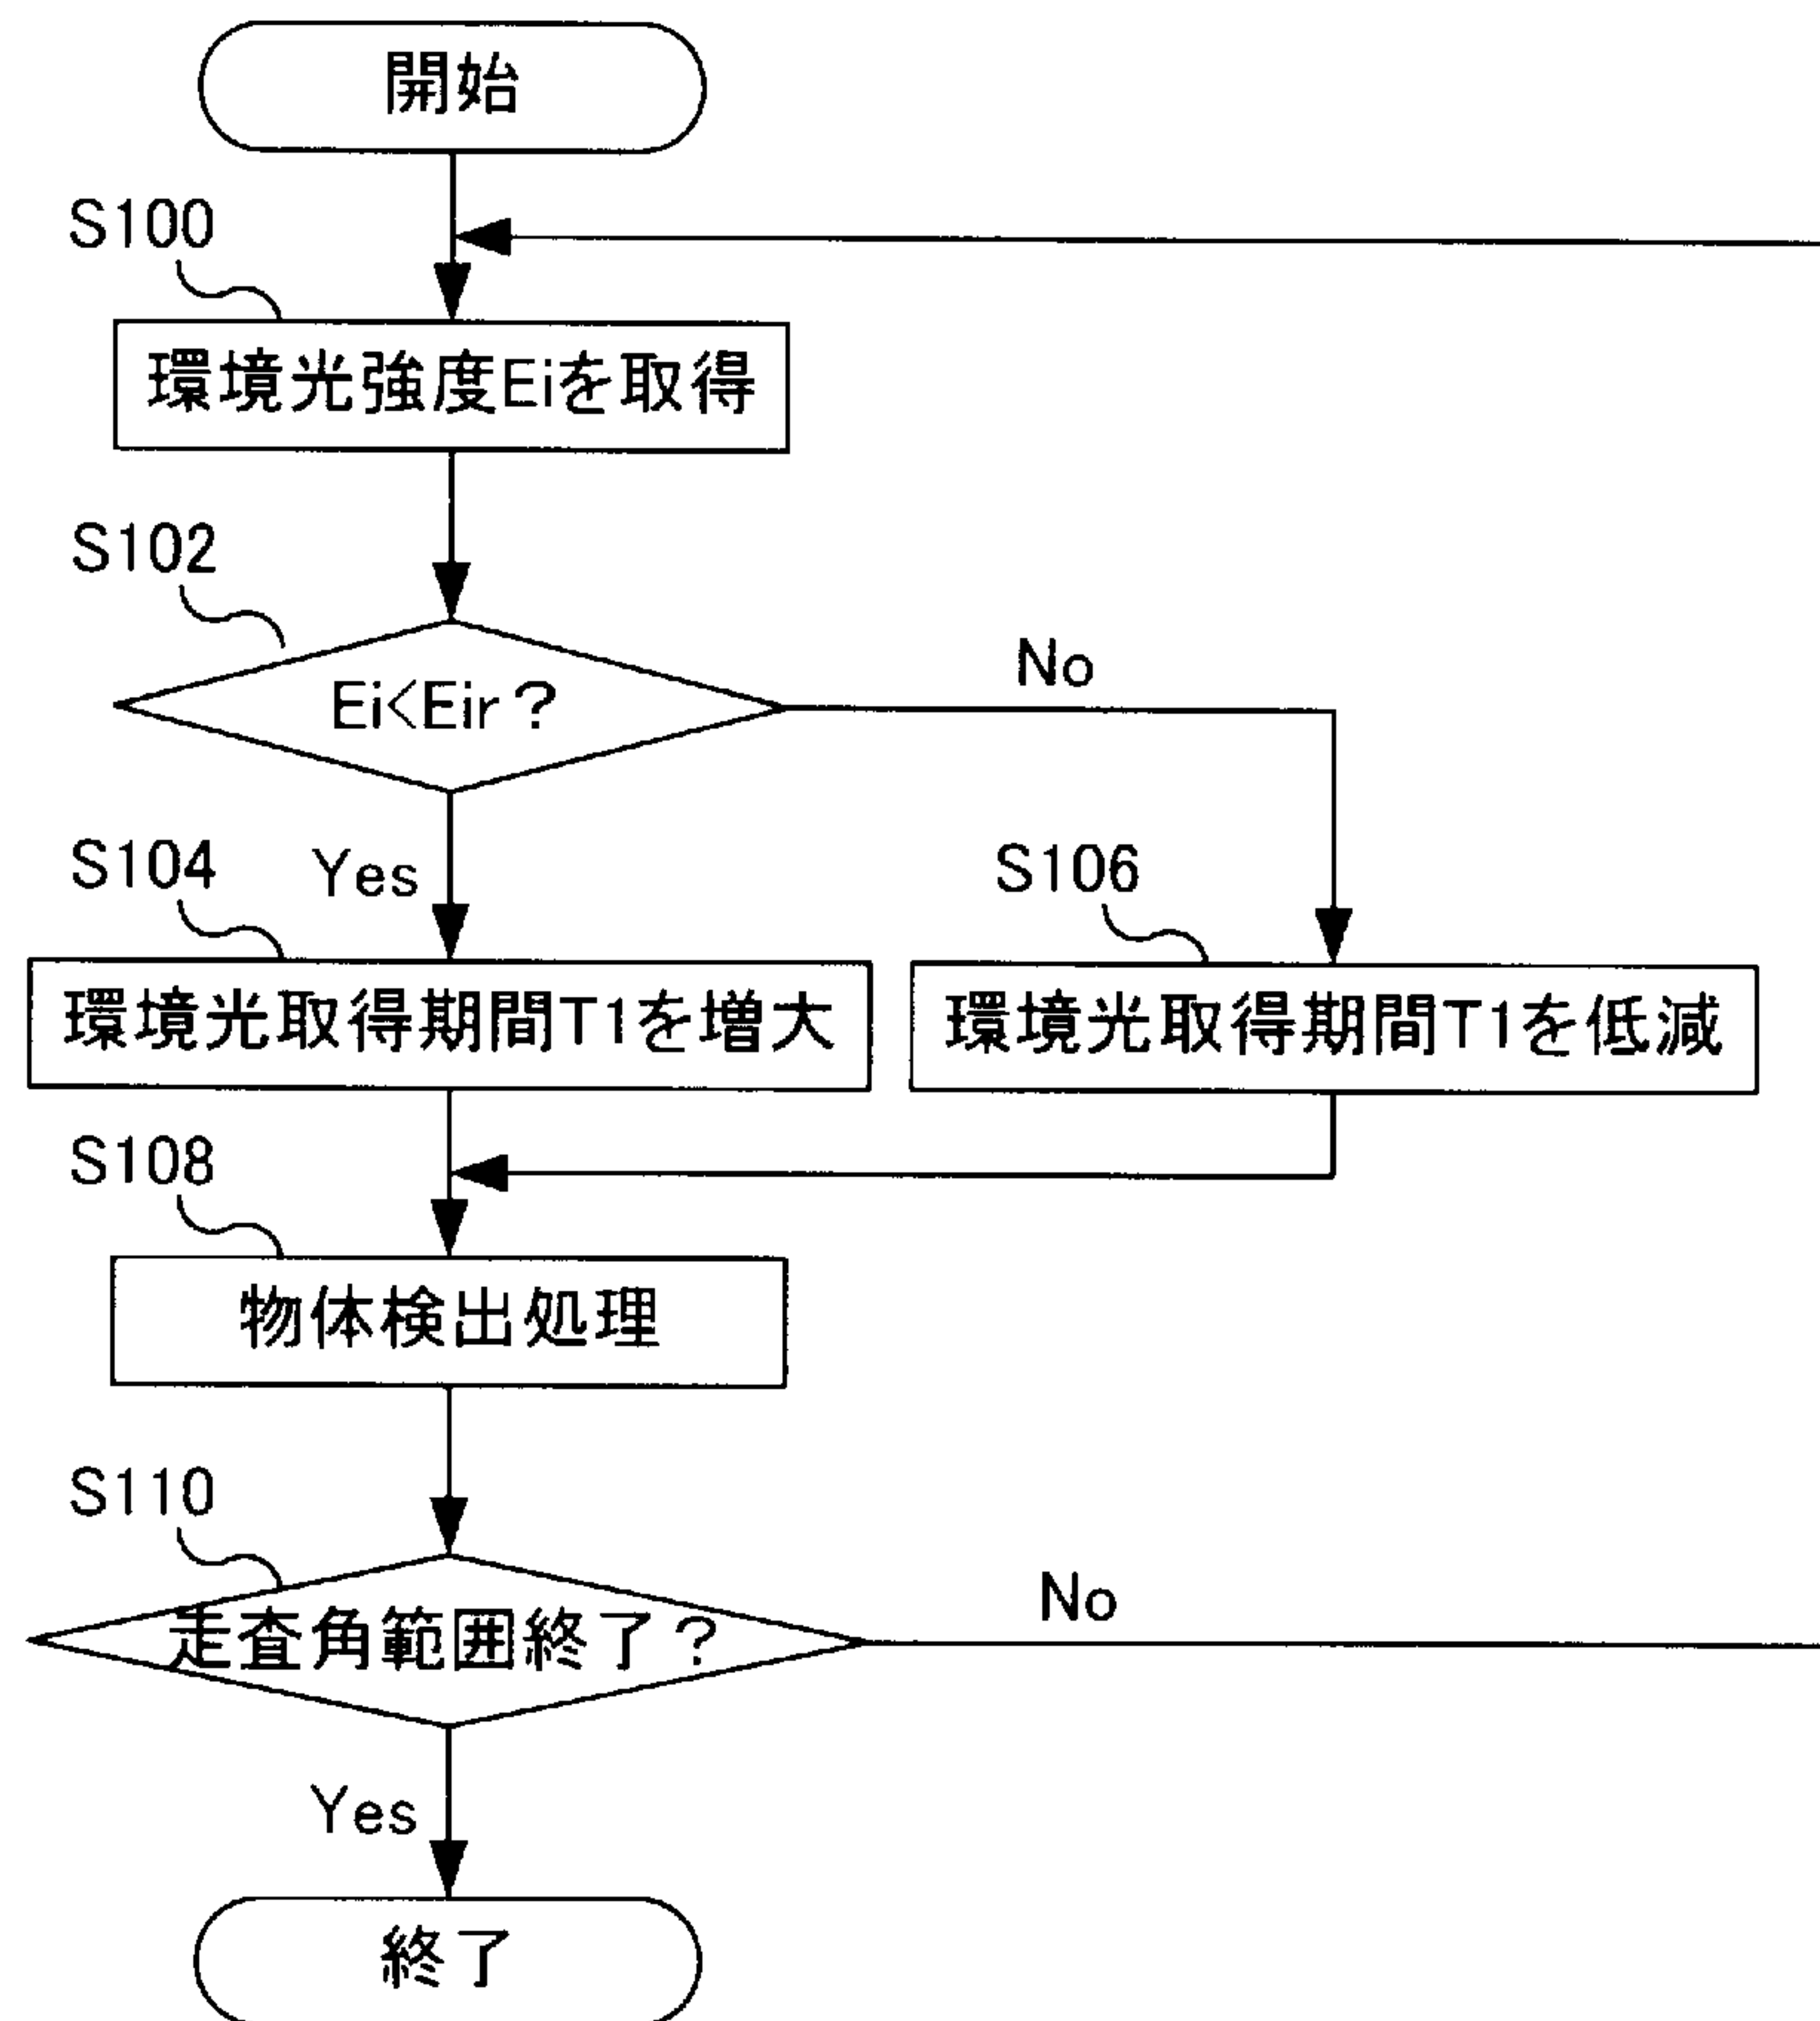 開始
S100
環境光強度Eiを取得
S102
Ei<Eir?
No
S104
Yes
S106
環境光取得期間T1を増大
環境光取得期間T1を低減
S108
物体検出処理
S110
走査角範囲終了?
No
Yes
終了